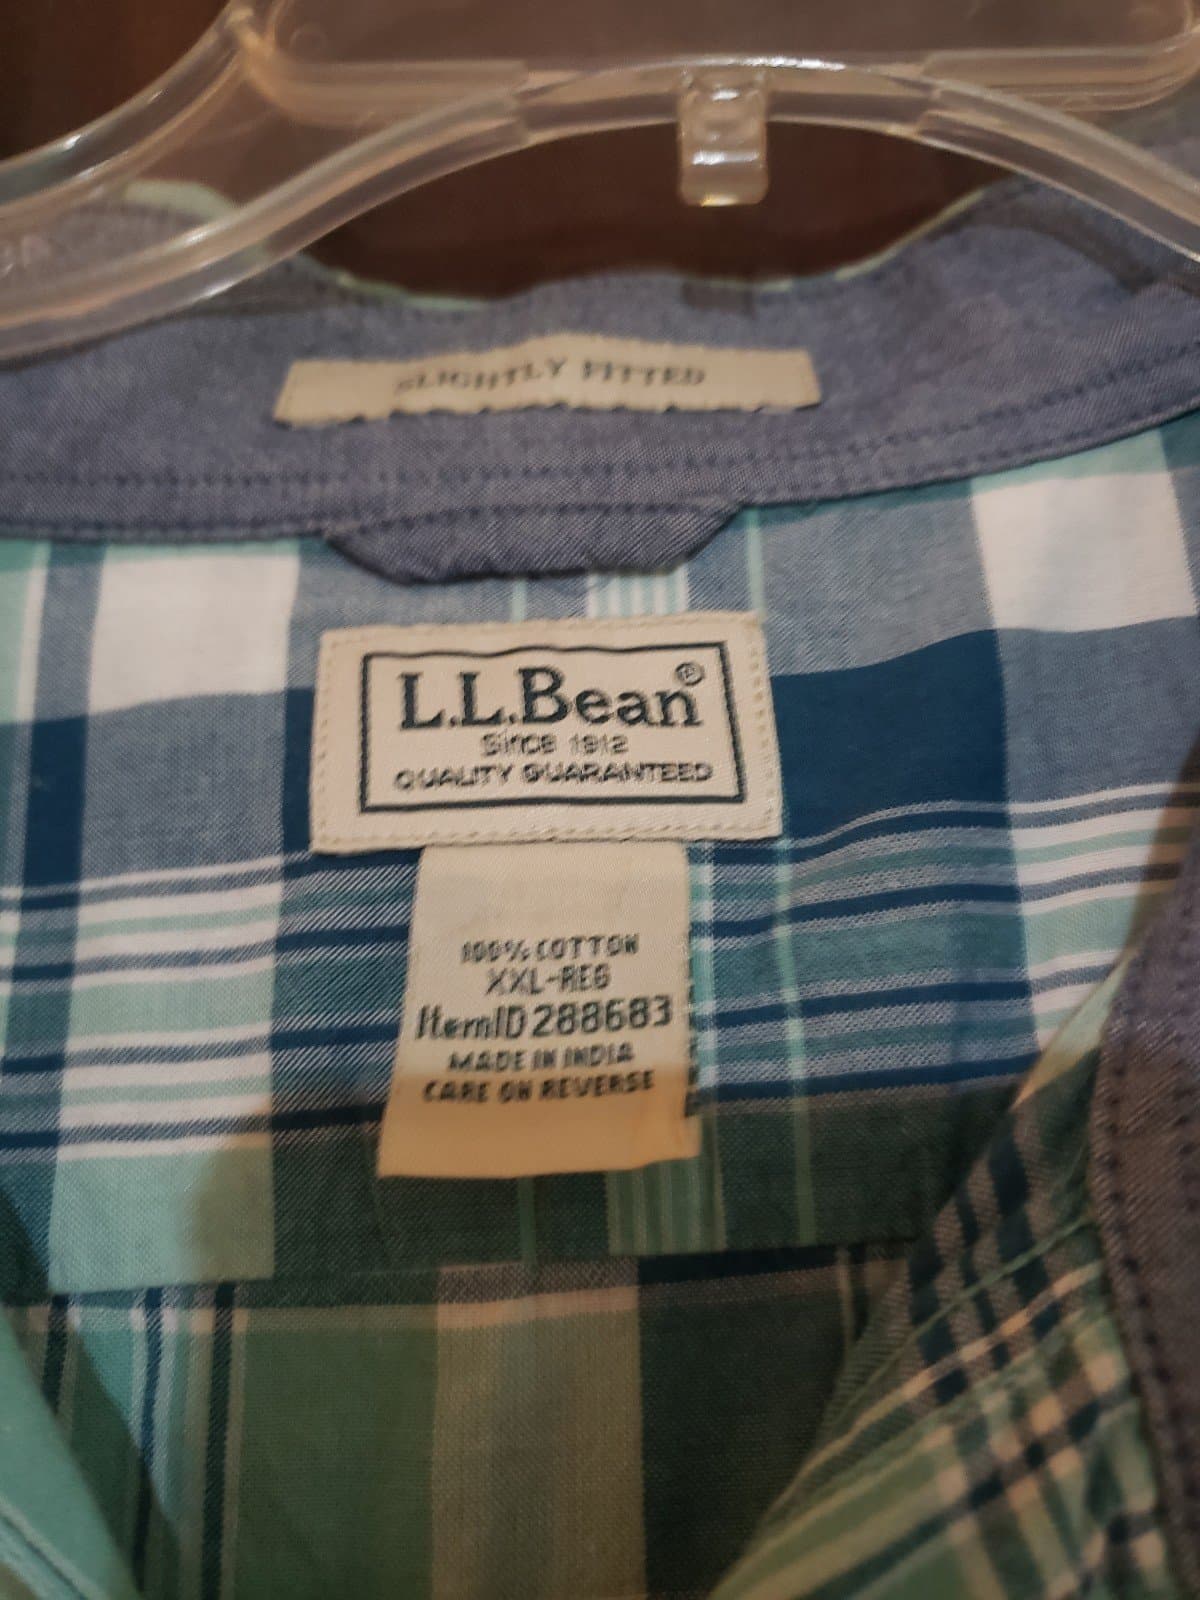 SLIGHTLY FITTED
L.L.Bean®
Since 1912
QUALITY GUARANTEED
100% COTTON
XXL-REG
ItemID 288683
MADE IN INDIA
CARE ON REVERSE